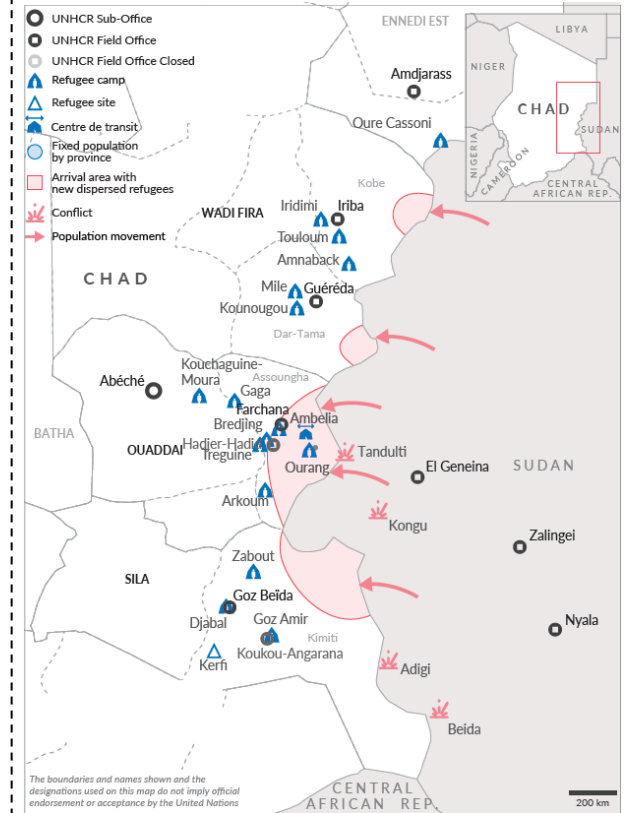 UNHCR Sub-Office
UNHCR Field Office
UNHCR Field Office Closed
Refugee camp
Refugee site
Centre de transit
Fixed population
by province
Arrival area with
new dispersed refugees
Conflict
Population movement
ENNEDI EST
Amdjarass
Oure Cassoni
LIBYA
NIGER
CHAD
SUDAN
NIGERIA
CAMEROON
CENTRAL
AFRICAN REP.
Kobe
WADI FIRA
Iridimi
Iriba
Touloum
Amnaback
CHAD
Mile
Guéréda
Kounougou
Dar-Tama
Kouchaguine-
Moura
Assoungha
Abéché
Gaga
Farchana
Ambelia
Bredjing
BATHA
OUADDAI
Hadjer-Hadid
Treguine
Ourang
Tandulti
El Geneina
SUDAN
Arkoum
Kongu
Zalingei
Zabout
SILA
Goz Beïda
Djabal
Goz Amir
Kimiti
Koukou-Angarana
Kerfi
Nyala
Adigi
Beida
The boundaries and names shown and the
designations used on this map do not imply official
endorsement or acceptance by the United Nations
CENTRAL
AFRICAN REP.
200 km